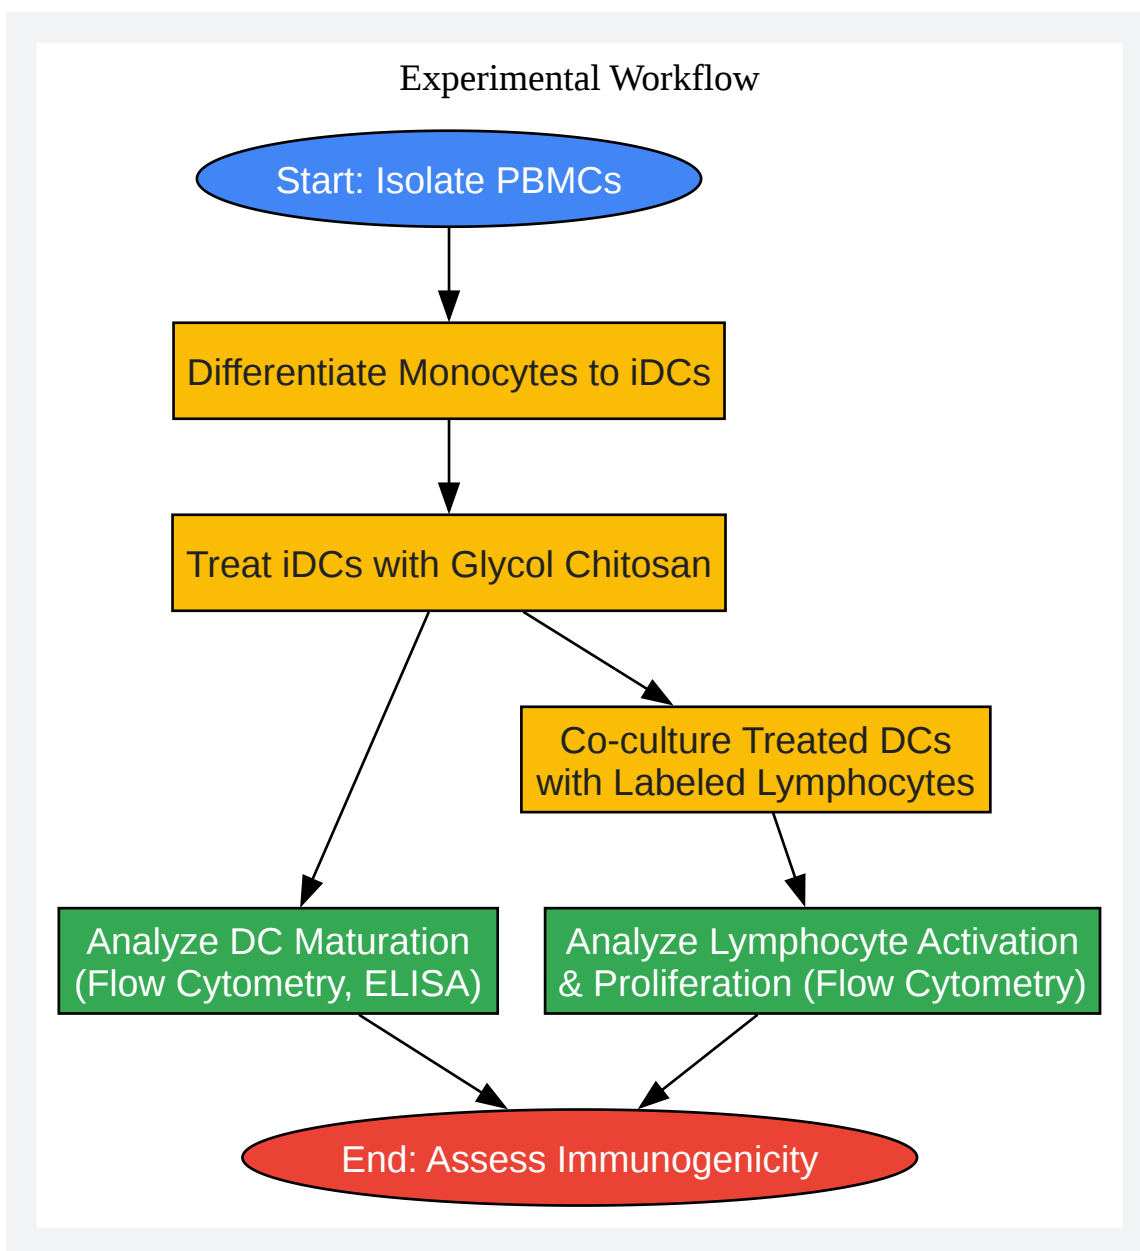 Experimental Workflow
Start: Isolate PBMCs
Differentiate Monocytes to iDCs
Treat iDCs with Glycol Chitosan
Co-culture Treated DCs
with Labeled Lymphocytes
Analyze DC Maturation
(Flow Cytometry, ELISA)
Analyze Lymphocyte Activation
& Proliferation (Flow Cytometry)
End: Assess Immunogenicity